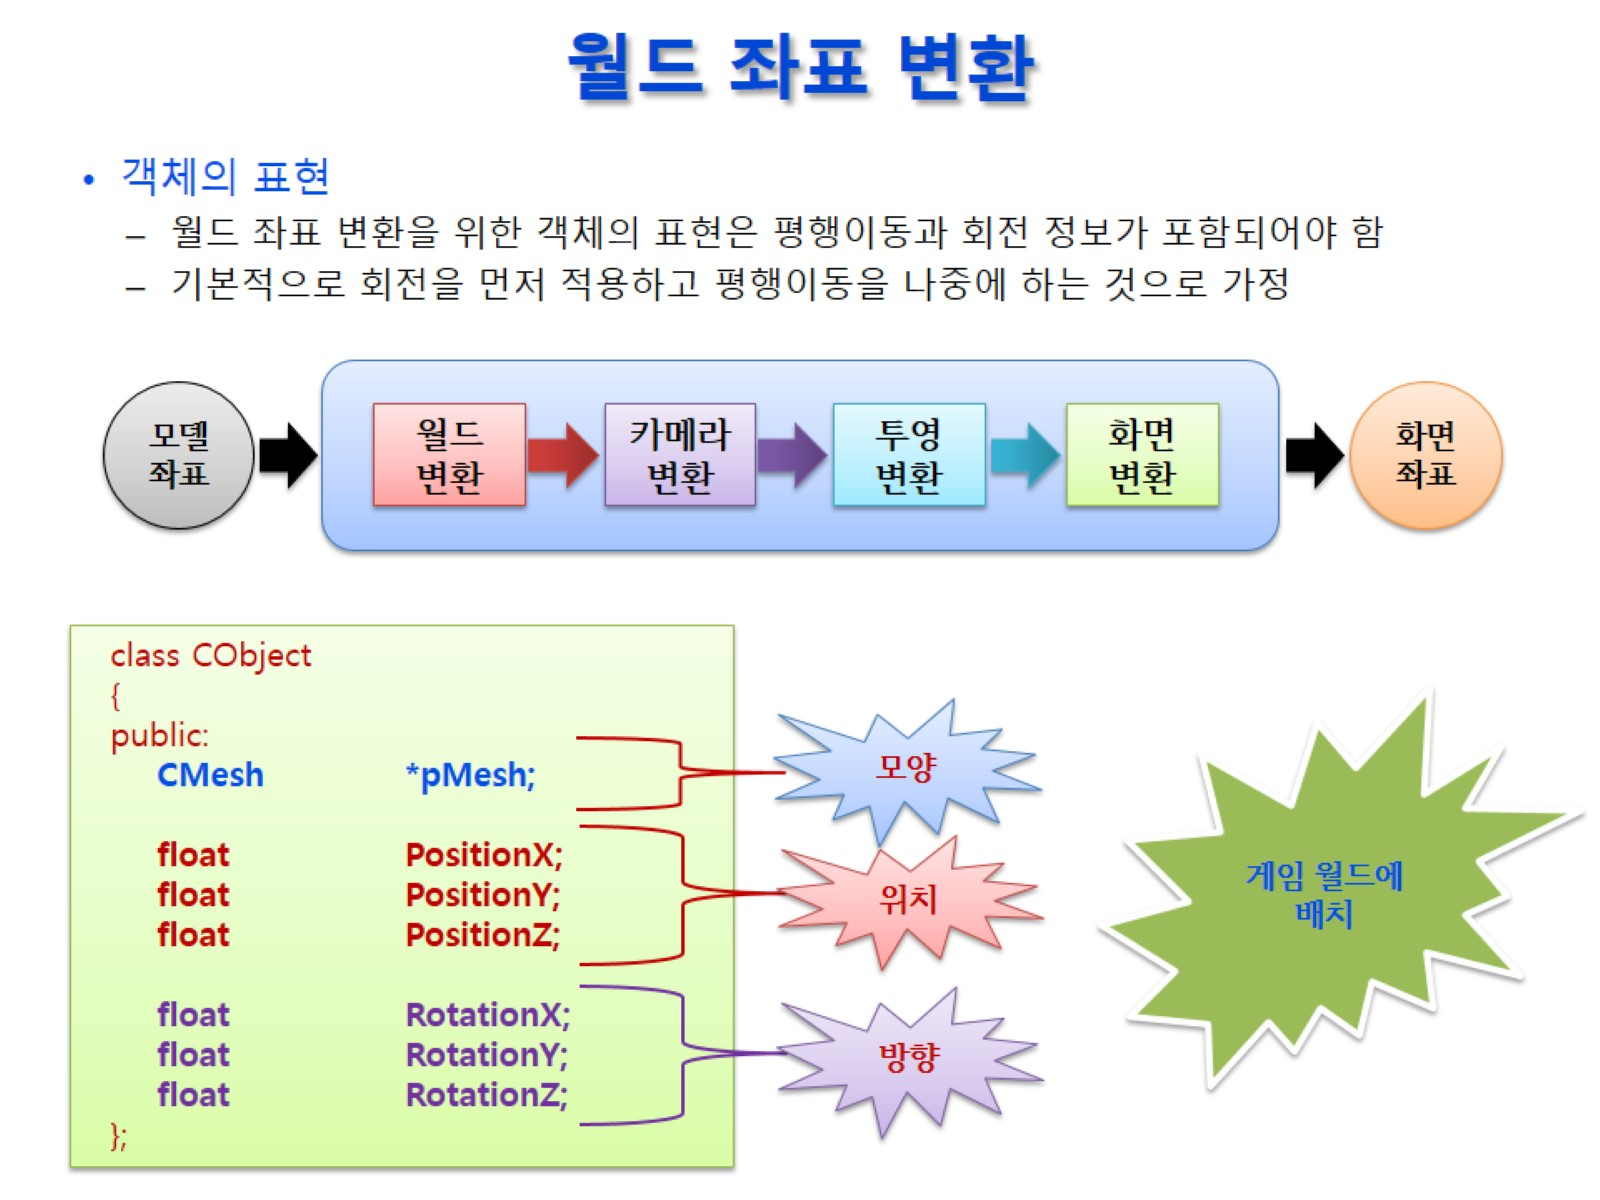 월드 좌표 변환
• 객체의 표현
– 월드 좌표 변환을 위한 객체의 표현은 평행이동과 회전 정보가 포함되어야 함
– 기본적으로 회전을 먼저 적용하고 평행이동을 나중에 하는 것으로 가정
모델
좌표
월드
변환
카메라
변환
투영
변환
화면
변환
화면
좌표
class CObject
{
public:
CMesh *pMesh;
float PositionX;
float PositionY;
float PositionZ;
float RotationX;
float RotationY;
float RotationZ;
};
모양
위치
방향
게임 월드에
배치